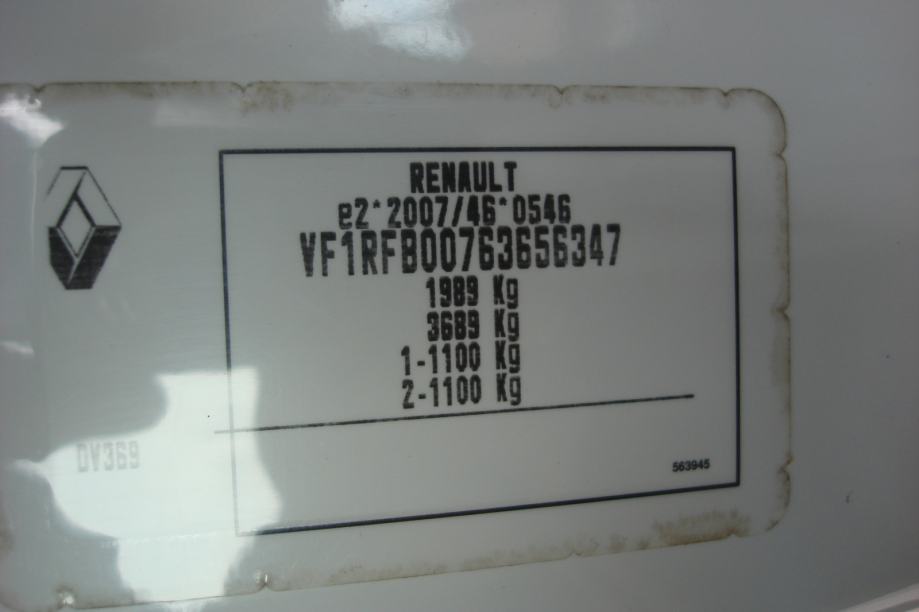 RENAULT
e2*2007/46*0546
VF1RFB00763656347
1989 Kg
3689 Kg
1-1100 Kg
2-1100 Kg
DV369
563945